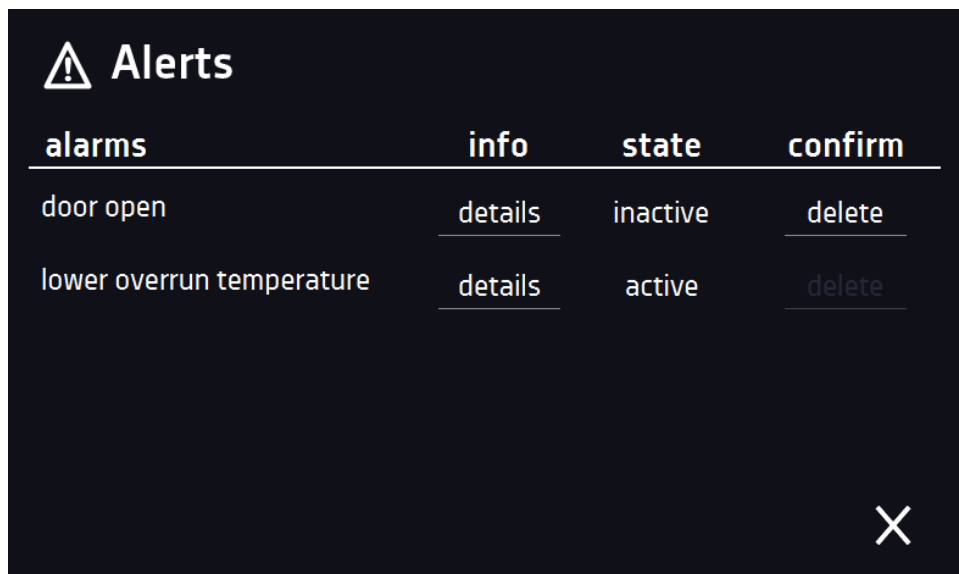 Alerts
alarms info state confirm
door open details inactive delete
lower overrun temperature details active delete